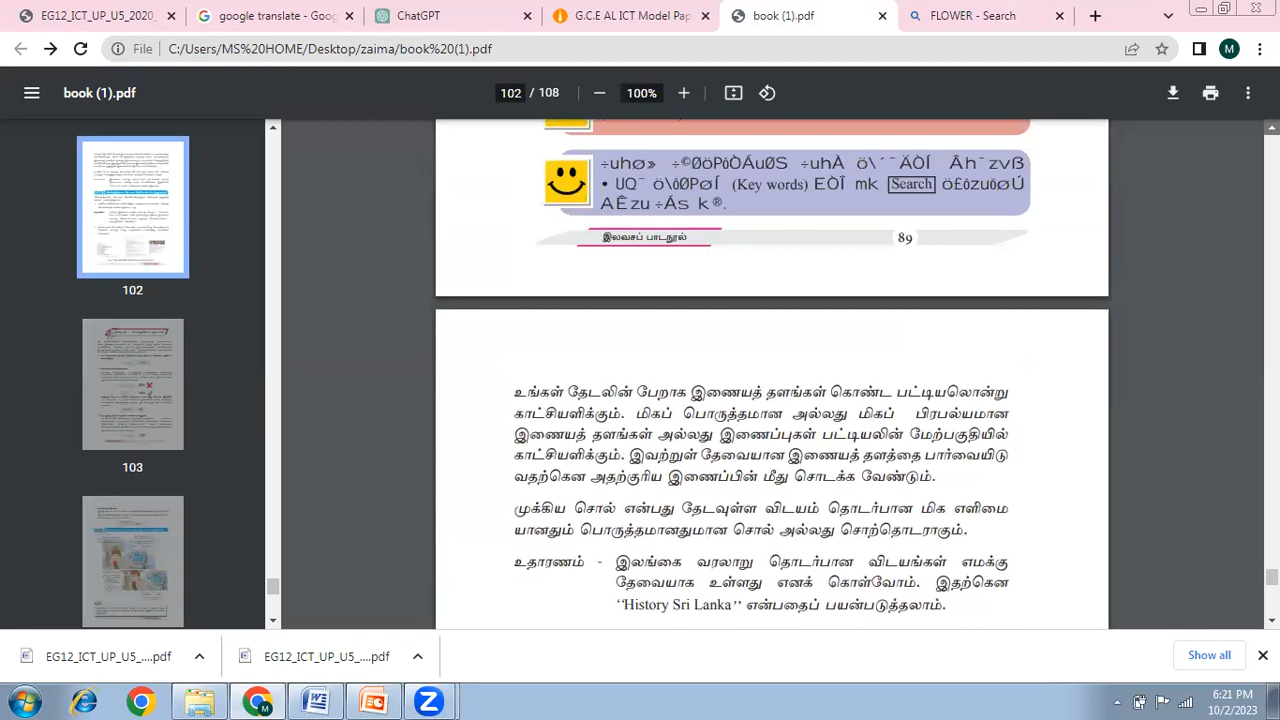 EG12_ICT_UP_U5_2020_
google translate - Goog
ChatGPT
G.C.E AL ICT Model Pap
book (1).pdf
FLOWER - Search
File
C:/Users/MS%20HOME/Desktop/zaima/book%20(1).pdf
M
book (1).pdf
102 / 108
100%
(Key word)
Search
இலவசப் பாடநூல்
89
102
103
உங்கள் தேடலின் பேறாக இணையத் தளங்கள் கொண்ட பட்டியலொன்று
காட்சியளிக்கும். மிகப் பொருத்தமான அல்லது மிகப் பிரபல்யமான
இணையத் தளங்கள் அல்லது இணைப்புகள் பட்டியலின் மேற்பகுதியில்
காட்சியளிக்கும். இவற்றுள் தேவையான இணையத் தளத்தை பார்வையிடு
வதற்கென அதற்குரிய இணைப்பின் மீது சொடக்க வேண்டும்.
முக்கிய சொல் என்பது தேடவுள்ள விடயம் தொடர்பான மிக எளிமை
யானதும் பொருத்தமானதுமான சொல் அல்லது சொற்தொடராகும்.
உதாரணம் - இலங்கை வரலாறு தொடர்பான விடயங்கள் எமக்கு
தேவையாக உள்ளது எனக் கொள்வோம். இதற்கென
“History Sri Lanka” என்பதைப் பயன்படுத்தலாம்.
EG12_ICT_UP_U5_....pdf
EG12_ICT_UP_U5_....pdf
Show all
M
6:21 PM
10/2/2023